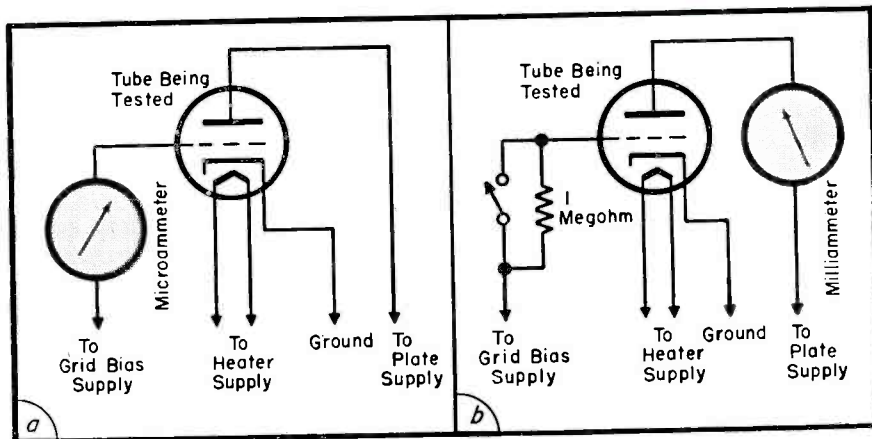 Tube Being
Tested
Microammeter
To
Grid Bias
Supply
To
Heater
Supply
Ground
To
Plate
Supply
a
Tube Being
Tested
1
Megohm
Milliammeter
To
Grid Bias
Supply
To
Heater
Supply
Ground
To
Plate
Supply
b